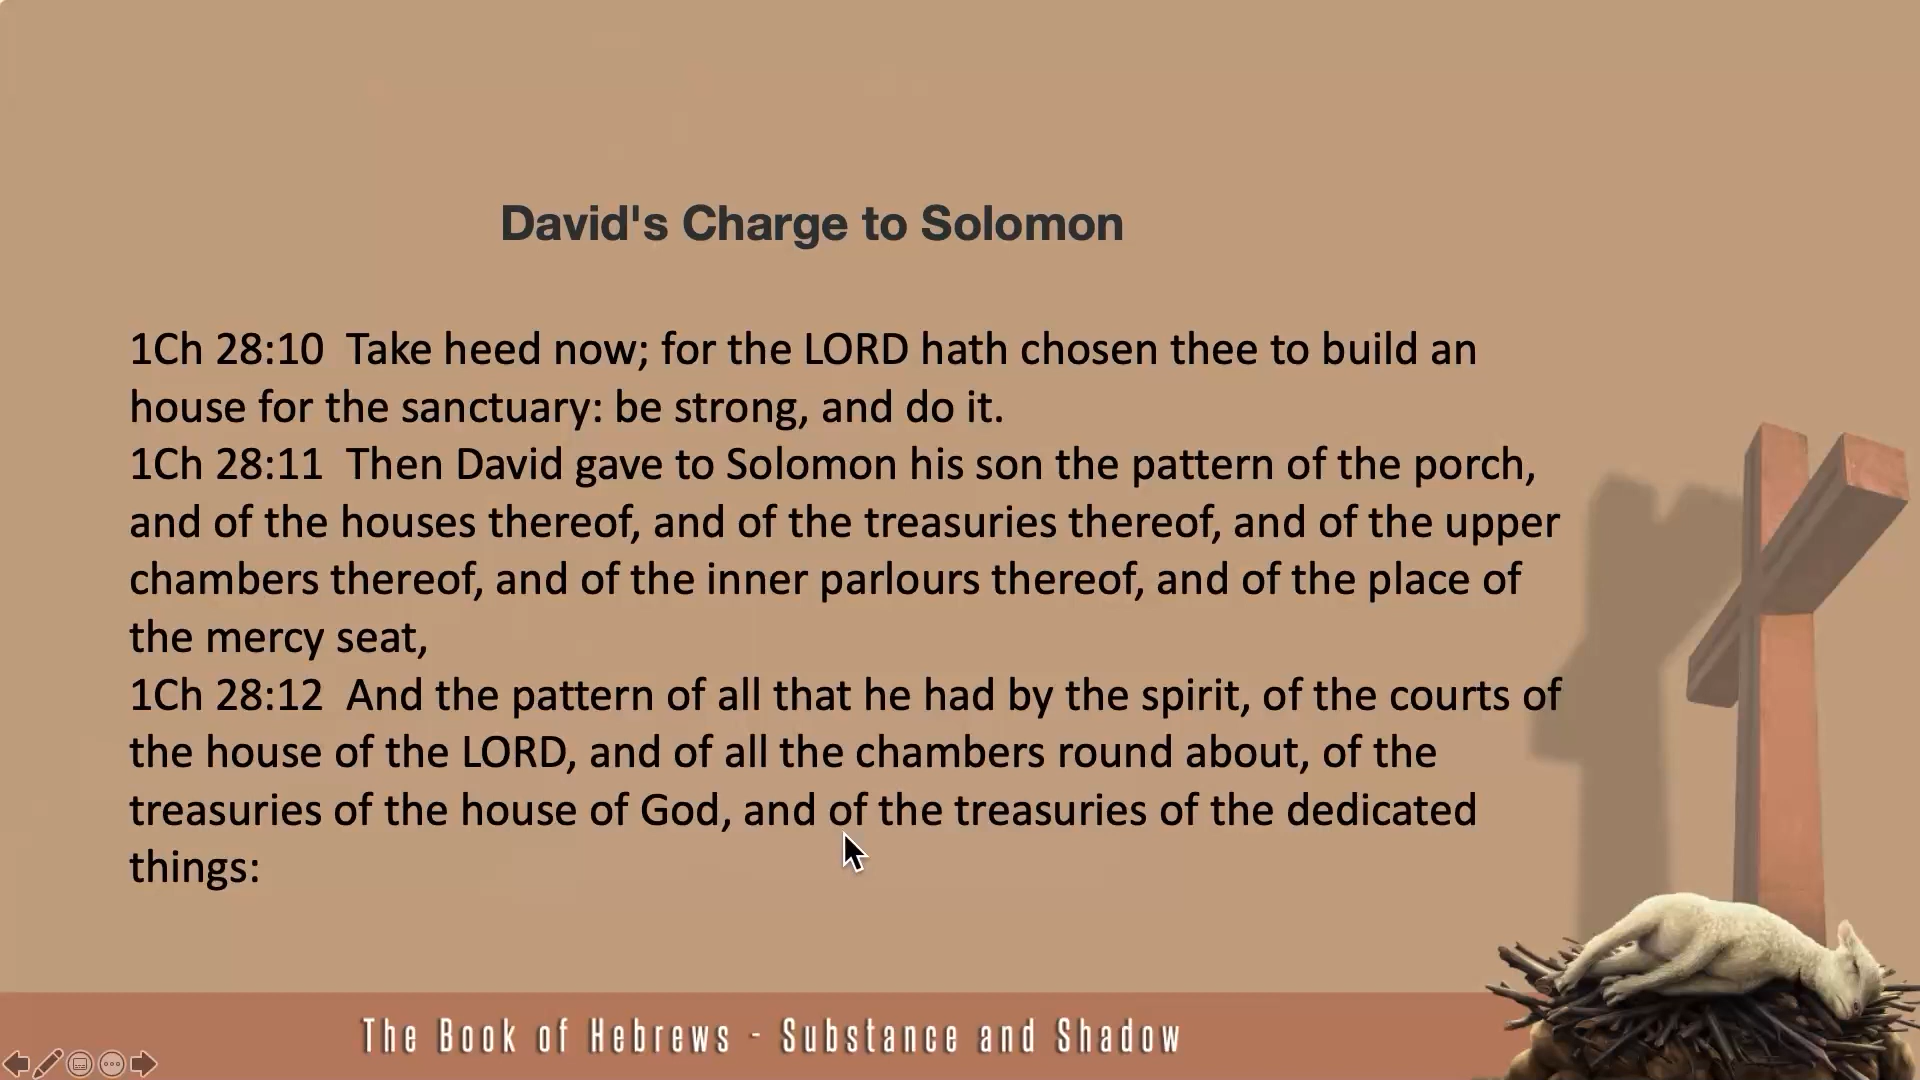 David's Charge to Solomon
1Ch 28:10  Take heed now; for the LORD hath chosen thee to build an
house for the sanctuary: be strong, and do it.
1Ch 28:11  Then David gave to Solomon his son the pattern of the porch,
and of the houses thereof, and of the treasuries thereof, and of the upper
chambers thereof, and of the inner parlours thereof, and of the place of
the mercy seat,
1Ch 28:12  And the pattern of all that he had by the spirit, of the courts of
the house of the LORD, and of all the chambers round about, of the
treasuries of the house of God, and of the treasuries of the dedicated
things:
The Book of Hebrews - Substance and Shadow